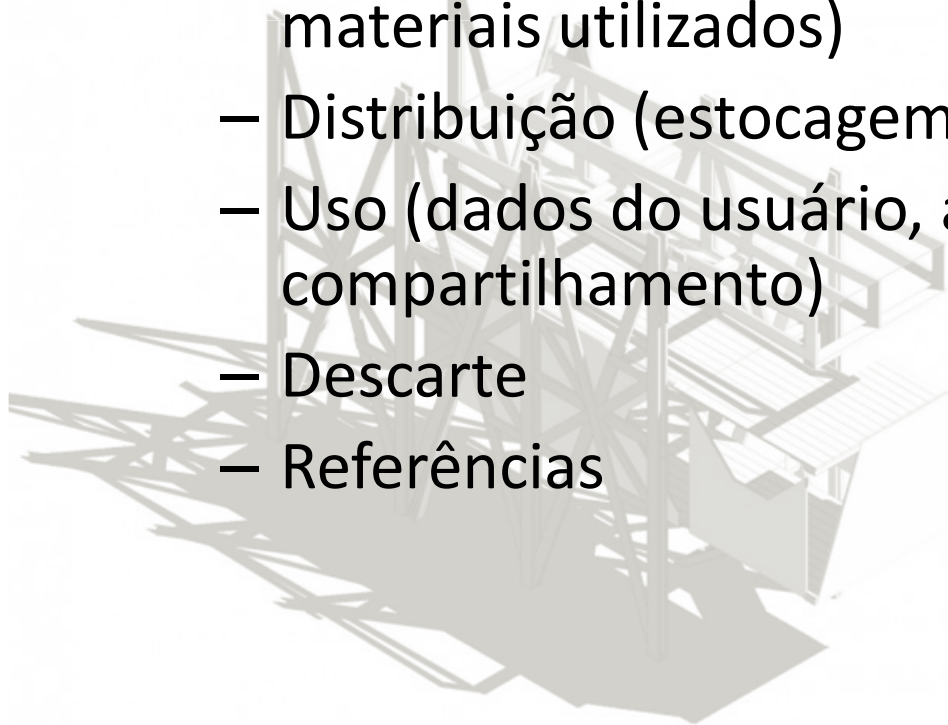 materiais utilizados)
– Distribuição (estocagem
– Uso (dados do usuário,
compartilhamento)
– Descarte
– Referências